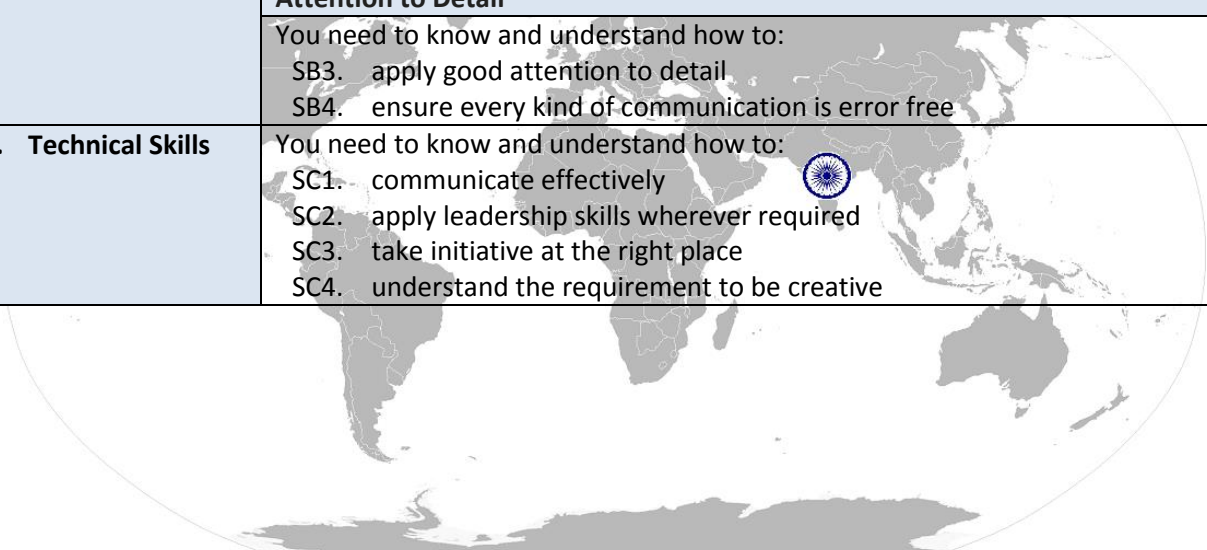 Attention to Detail
You need to know and understand how to:
SB3. apply good attention to detail
SB4. ensure every kind of communication is error free
. Technical Skills
You need to know and understand how to:
SC1. communicate effectively
SC2. apply leadership skills wherever required
SC3. take initiative at the right place
SC4. understand the requirement to be creative